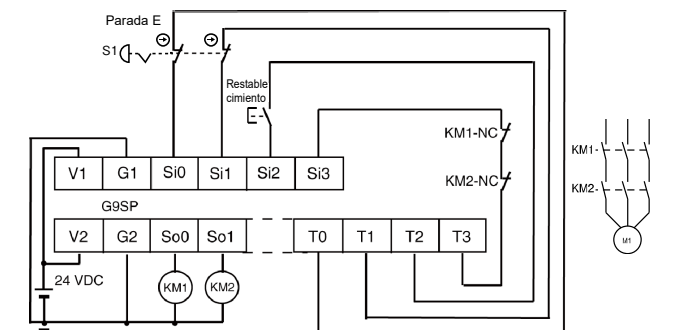 Parada E
S1
Restable
cimiento
KM1-NC
KM1-
KM2-NC
KM2-
V1 G1 Si0 Si1 Si2 Si3
G9SP
V2 G2 So0 So1 T0 T1 T2 T3
M1
24 VDC
KM1 KM2